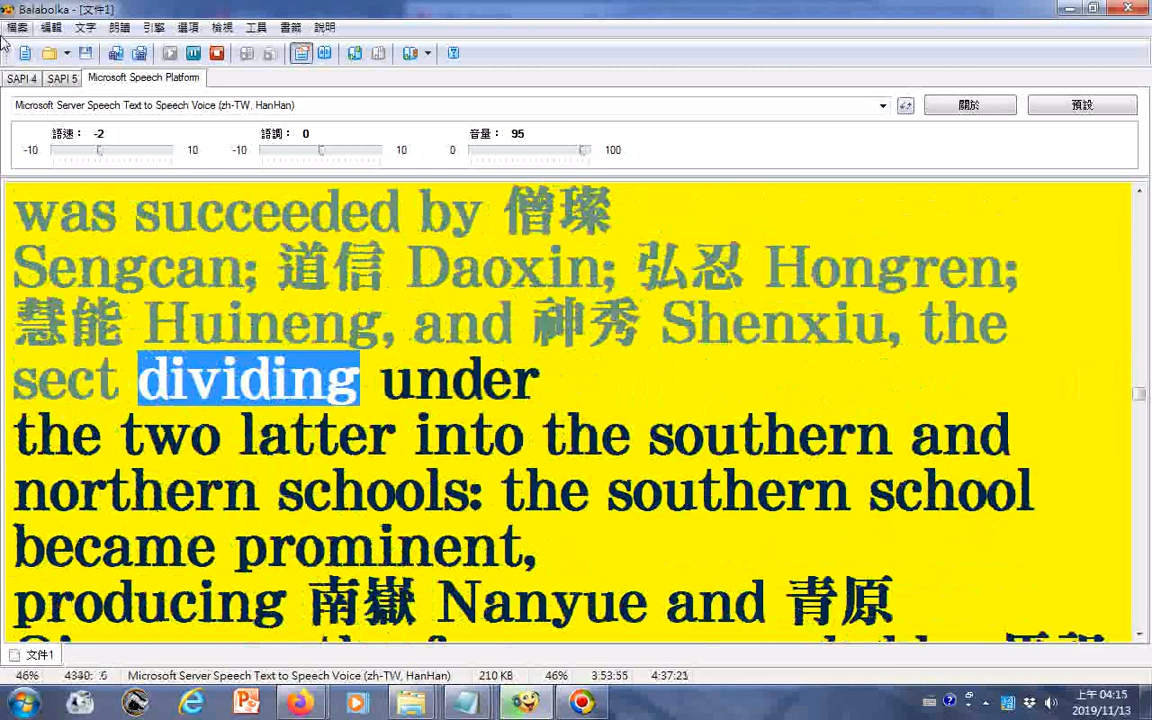 Balabolka - [文件1]
檔案 編輯 文字 朗讀 引擎 選項 檢視 工具 書籤 說明
SAPI 4 SAPI 5 Microsoft Speech Platform
Microsoft Server Speech Text to Speech Voice (zh-TW, HanHan) 關於 預設
語速： -2 語調： 0 音量： 95
-10 10 -10 10 0 100
was succeeded by 僧璨
Sengcan; 道信 Daoxin; 弘忍 Hongren;
慧能 Huineng, and 神秀 Shenxiu, the
sect dividing under
the two latter into the southern and
northern schools: the southern school
became prominent,
producing 南嶽 Nanyue and 青原
文件1
46% Microsoft Server Speech Text to Speech Voice (zh-TW, HanHan) 210 KB 46% 3:53:55 4:37:21
上午 04:15
2019/11/13